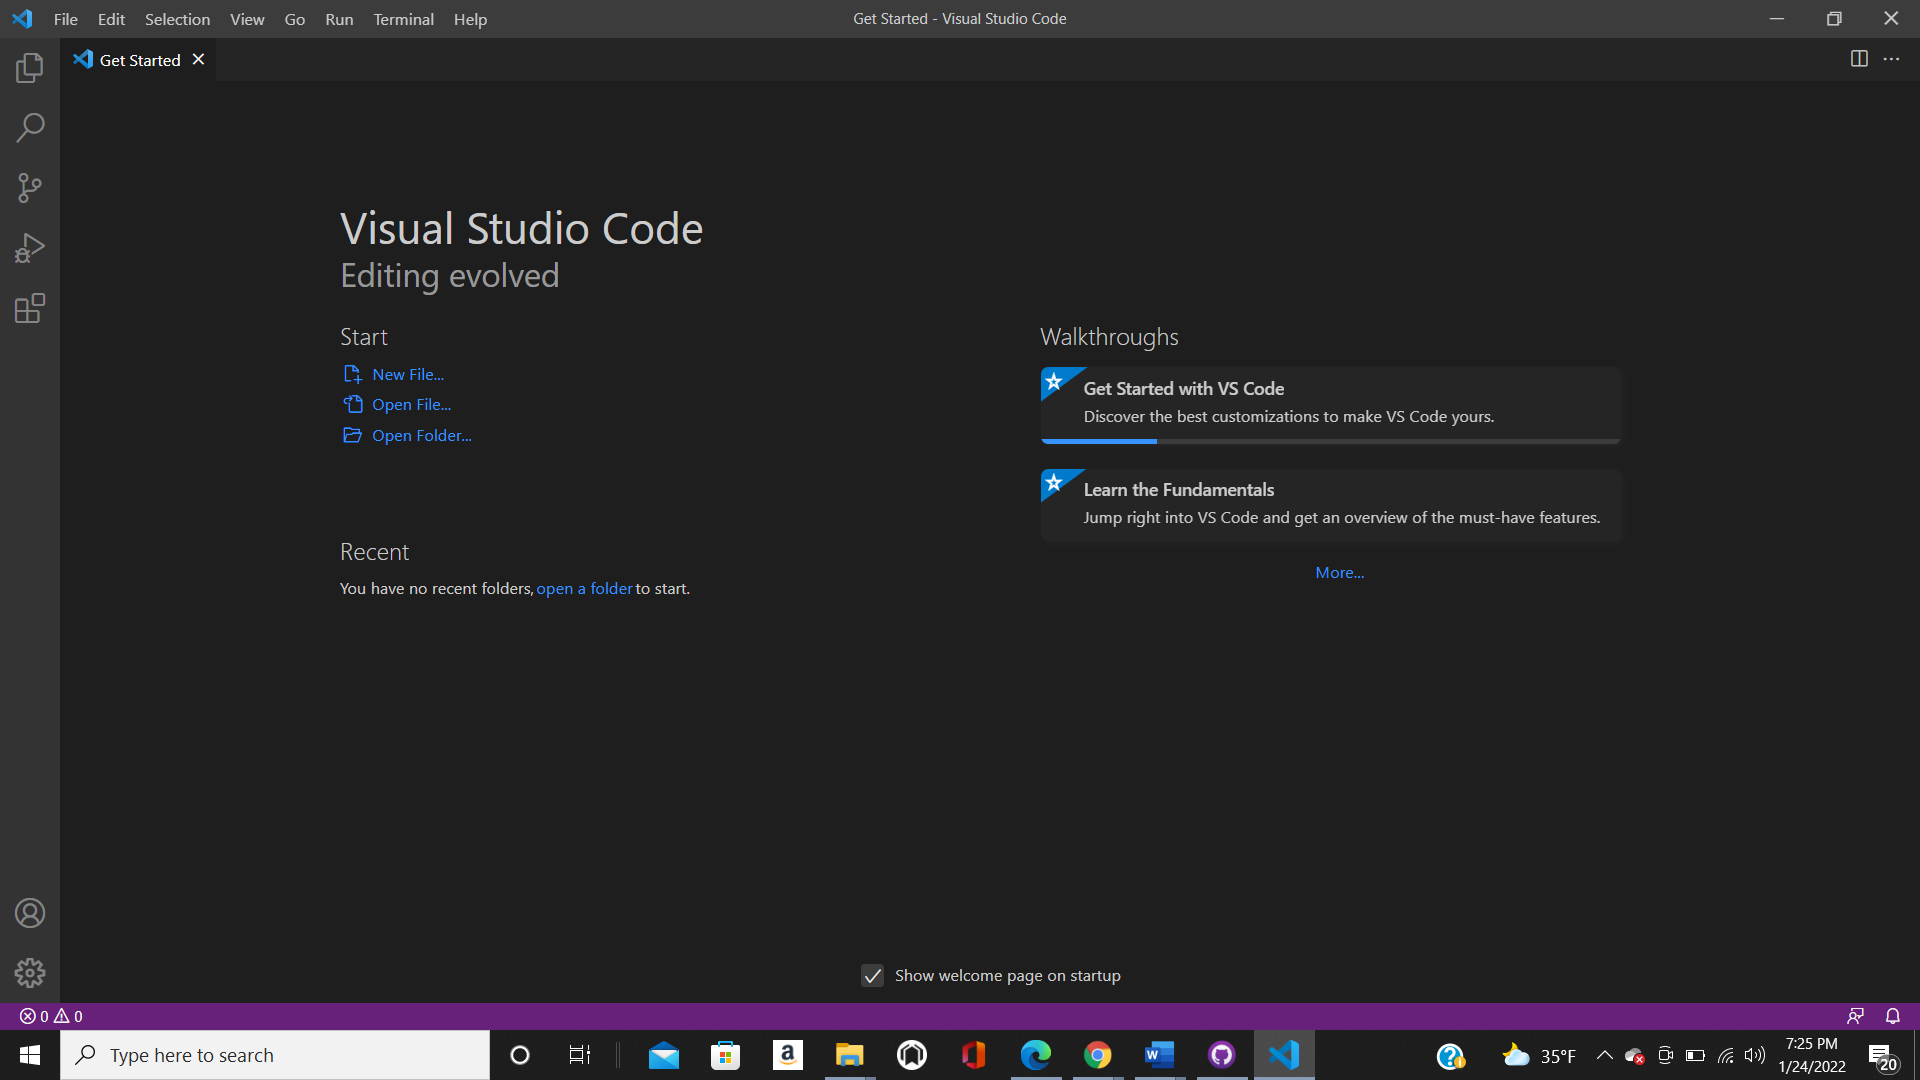 File Edit Selection View Go Run Terminal Help
Get Started - Visual Studio Code
Get Started
Visual Studio Code
Editing evolved
Start
New File...
Open File...
Open Folder...
Recent
You have no recent folders, open a folder to start.
Walkthroughs
Get Started with VS Code
Discover the best customizations to make VS Code yours.
Learn the Fundamentals
Jump right into VS Code and get an overview of the must-have features.
More...
Show welcome page on startup
0 0
Type here to search
a
W
35°F
7:25 PM
1/24/2022
20